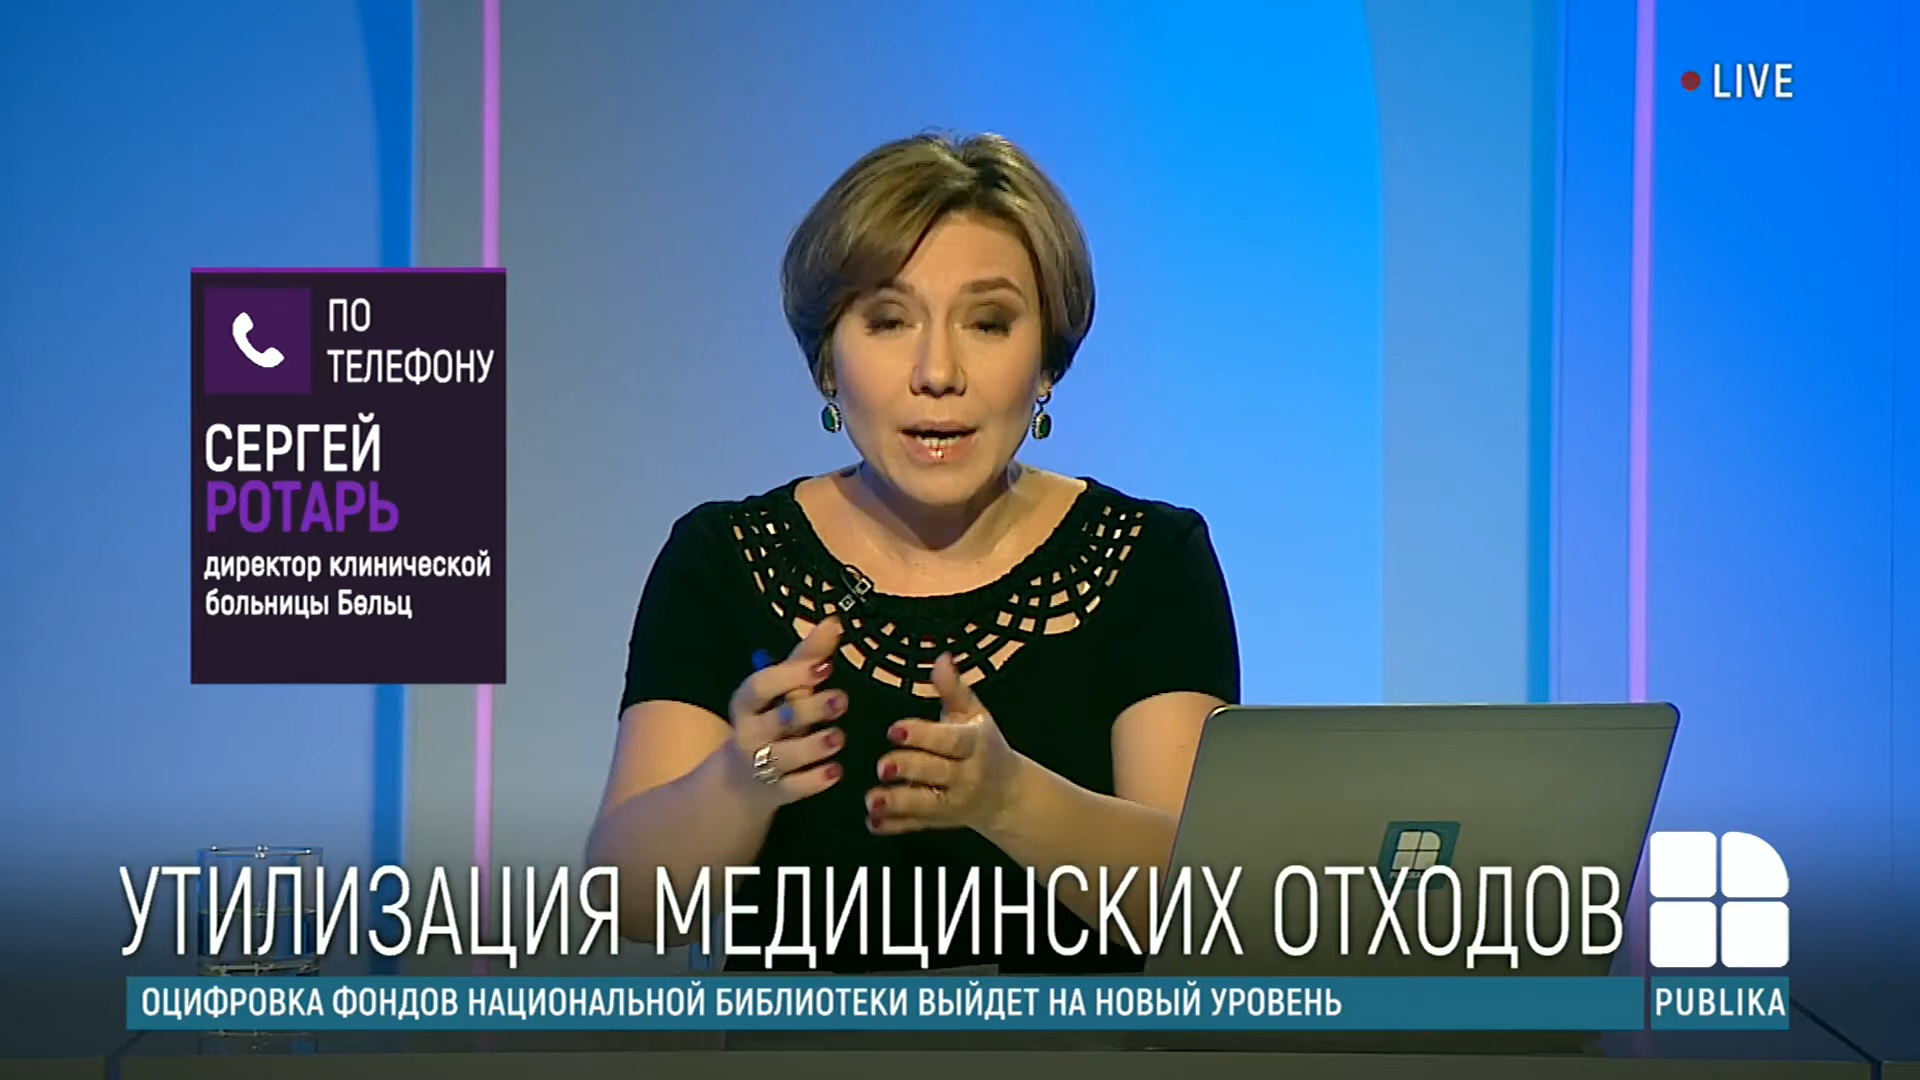 LIVE
ПО
ТЕЛЕФОНУ
СЕРГЕЙ
РОТАРЬ
директор клинической
больницы Бельц
УТИЛИЗАЦИЯ МЕДИЦИНСКИХ ОТХОДОВ
ОЦИФРОВКА ФОНДОВ НАЦИОНАЛЬНОЙ БИБЛИОТЕКИ ВЫЙДЕТ НА НОВЫЙ УРОВЕНЬ
PUBLIKA